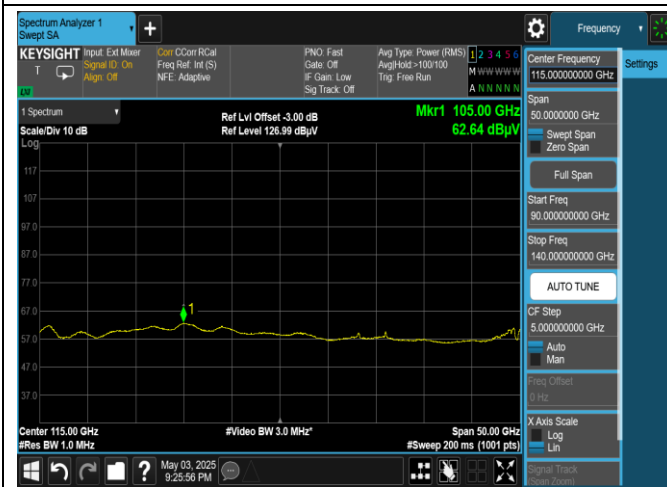 Spectrum Analyzer 1
Swept SA
Frequency
KEYSIGHT
Input: Ext Mixer
Signal ID: On
Align: Off
Corr CCorr RCal
Freq Ref: Int (S)
NFE: Adaptive
PNO: Fast
Gate: Off
IF Gain: Low
Sig Track: Off
Avg Type: Power (RMS)
Avg|Hold >100/100
Trig: Free Run
1 2 3 4 5 6
M W W W W W
A N N N N N
T
Center Frequency
115.000000000 GHz
Settings
Span
50.0000000 GHz
Swept Span
Zero Span
Full Span
Start Freq
90.000000000 GHz
Stop Freq
140.000000000 GHz
AUTO TUNE
CF Step
5.000000000 GHz
Auto
Man
Freq Offset
0 Hz
X Axis Scale
Log
Lin
Signal Track
(Span Zoom)
1 Spectrum
Scale/Div 10 dB
Log
Ref Lvl Offset -3.00 dB
Ref Level 126.99 dBµV
Mkr1 105.00 GHz
62.64 dBµV
117
107
97.0
87.0
77.0
67.0
57.0
47.0
37.0
1
Center 115.00 GHz
#Res BW 1.0 MHz
#Video BW 3.0 MHz*
Span 50.00 GHz
#Sweep 200 ms (1001 pts)
?
May 03, 2025
9:25:56 PM